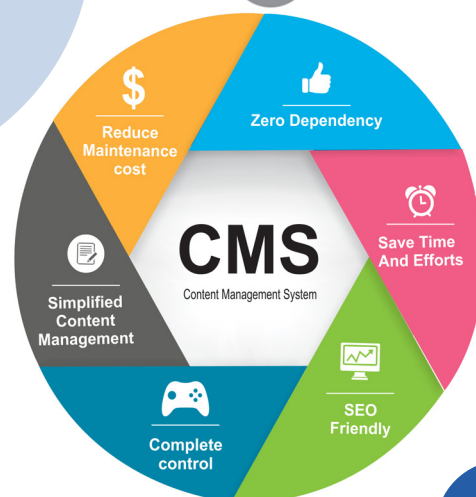 $
Reduce
Maintenance
cost
Zero Dependency
Save Time
And Efforts
SEO
Friendly
Complete
control
Simplified
Content
Management
CMS
Content Management System